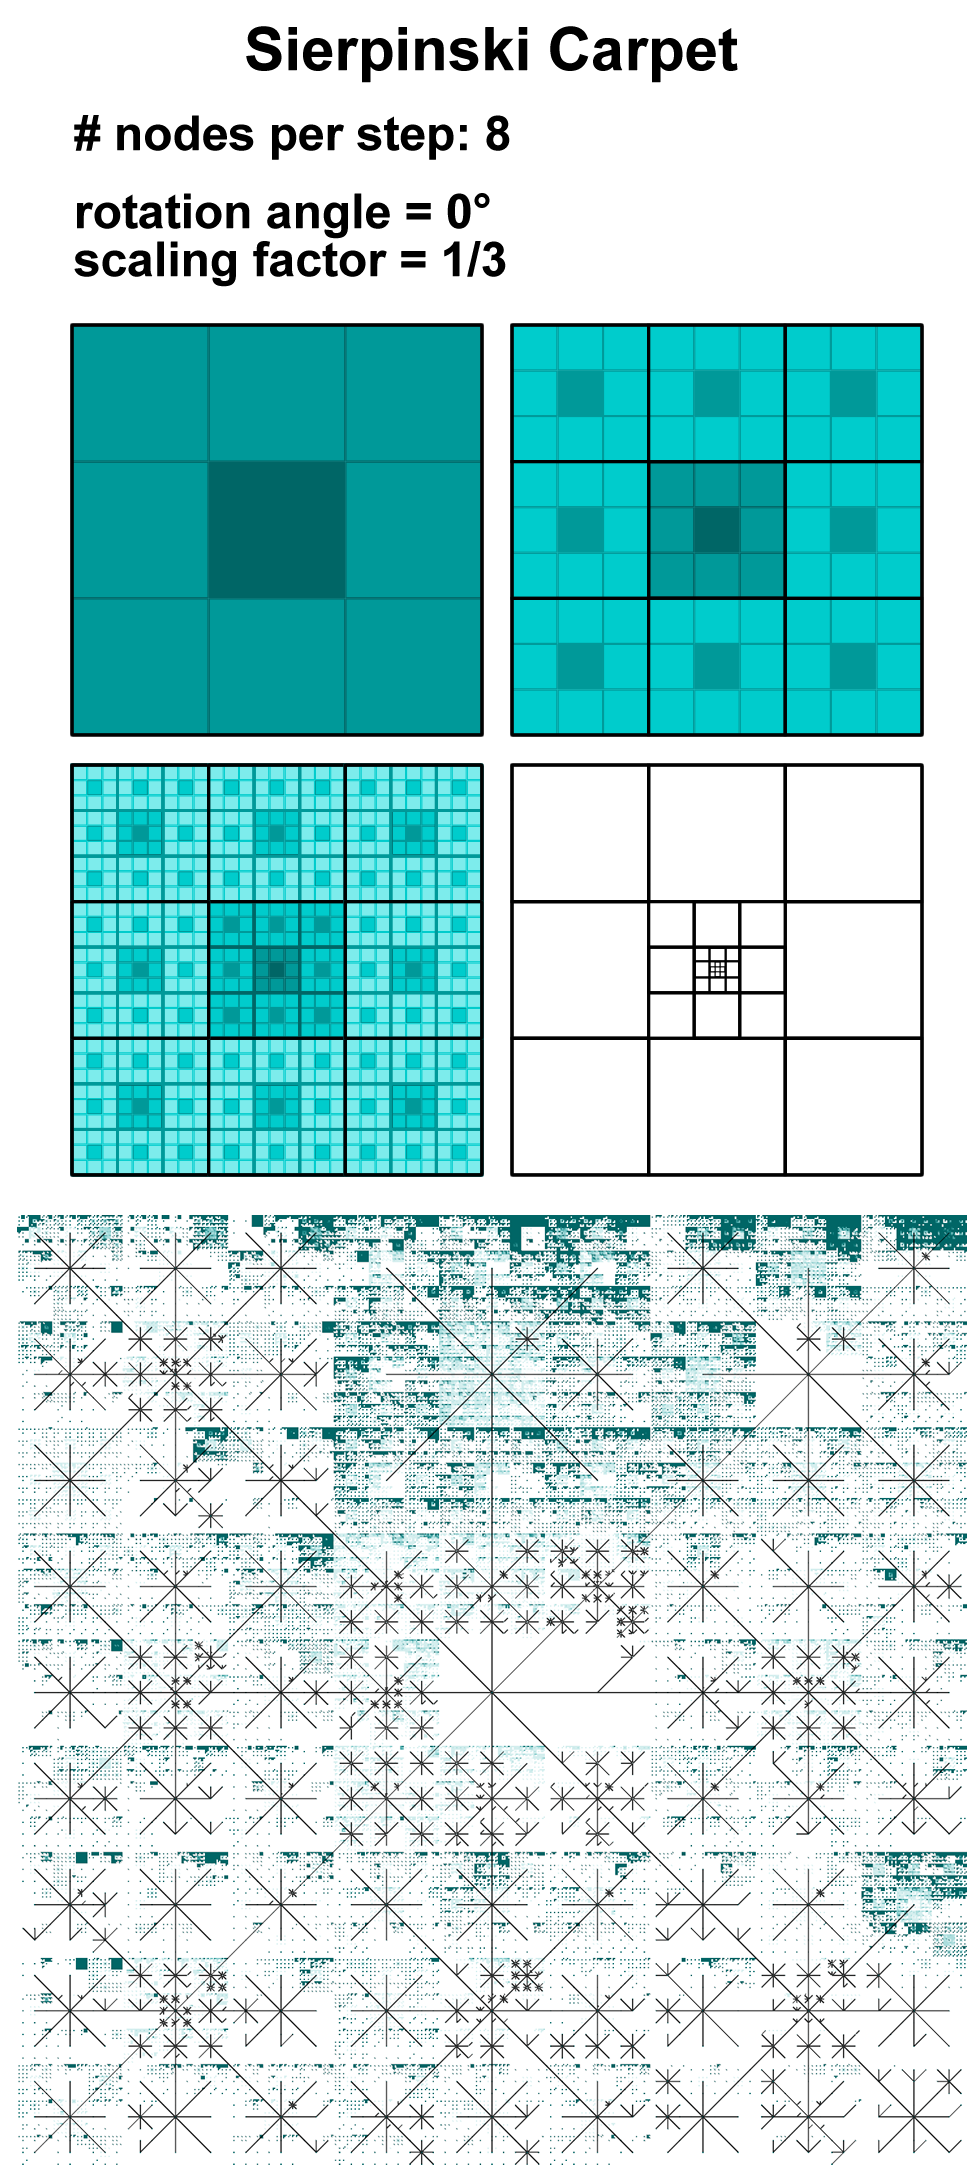 Sierpinski Carpet
# nodes per step: 8
rotation angle = 0°
scaling factor = 1/3